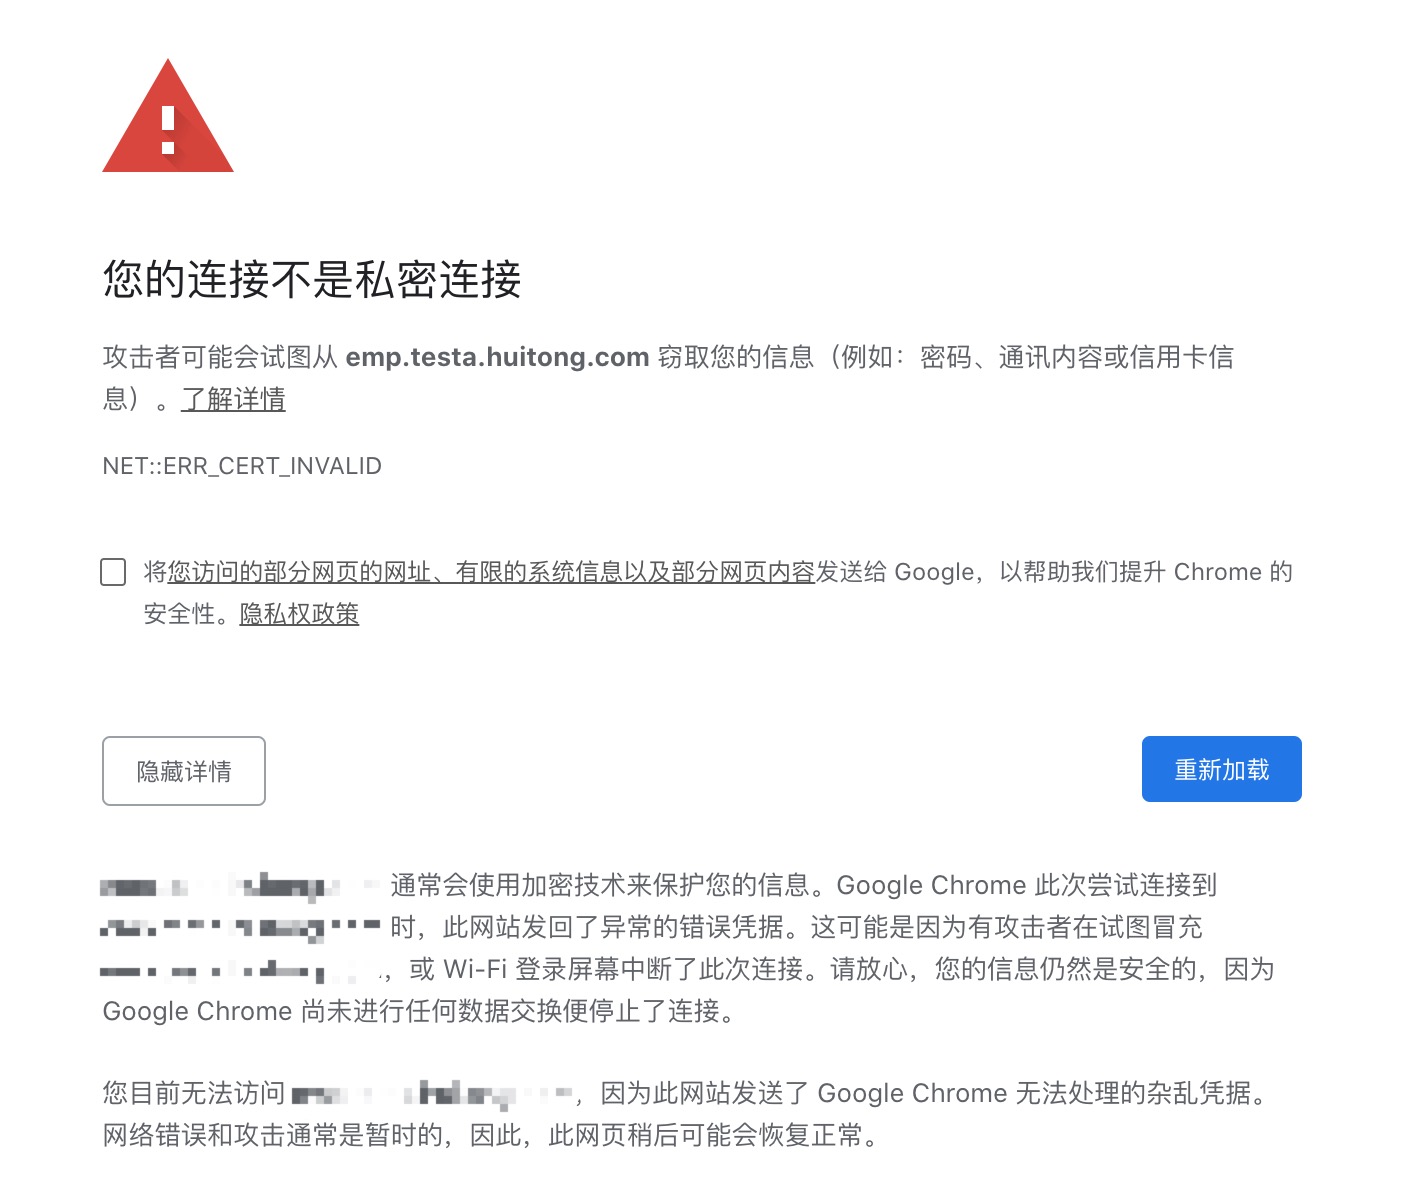 您的连接不是私密连接
攻击者可能会试图从 emp.testa.huitong.com 窃取您的信息（例如：密码、通讯内容或信用卡信
息）。了解详情
NET::ERR_CERT_INVALID
将您访问的部分网页的网址、有限的系统信息以及部分网页内容发送给 Google，以帮助我们提升 Chrome 的
安全性。隐私权政策
隐藏详情
重新加载
通常会使用加密技术来保护您的信息。Google Chrome 此次尝试连接到
时，此网站发回了异常的错误凭据。这可能是因为有攻击者在试图冒充
，或 Wi-Fi 登录屏幕中断了此次连接。请放心，您的信息仍然是安全的，因为
Google Chrome 尚未进行任何数据交换便停止了连接。
您目前无法访问 ，因为此网站发送了 Google Chrome 无法处理的杂乱凭据。
网络错误和攻击通常是暂时的，因此，此网页稍后可能会恢复正常。